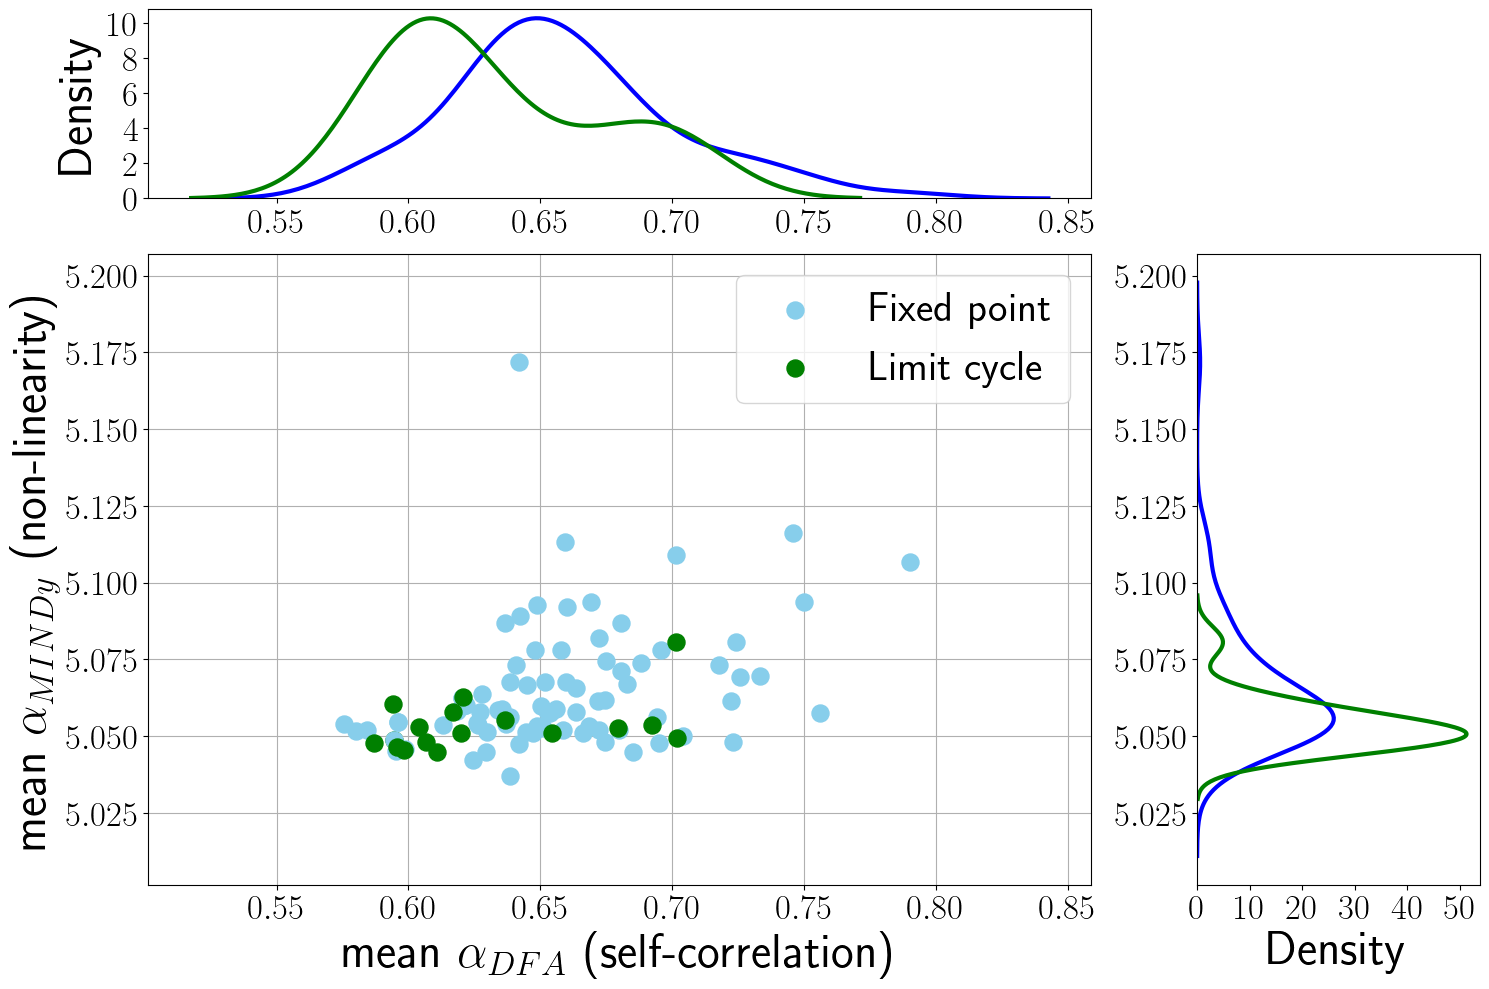 Density
10
8
6
4
2
0
0.55 0.60 0.65 0.70 0.75 0.80 0.85
mean α_MINDy (non-linearity)
5.200
5.175
5.150
5.125
5.100
5.075
5.050
5.025
Fixed point
Limit cycle
0.55 0.60 0.65 0.70 0.75 0.80 0.85
mean α_DFA (self-correlation)
5.200
5.175
5.150
5.125
5.100
5.075
5.050
5.025
0 10 20 30 40 50
Density